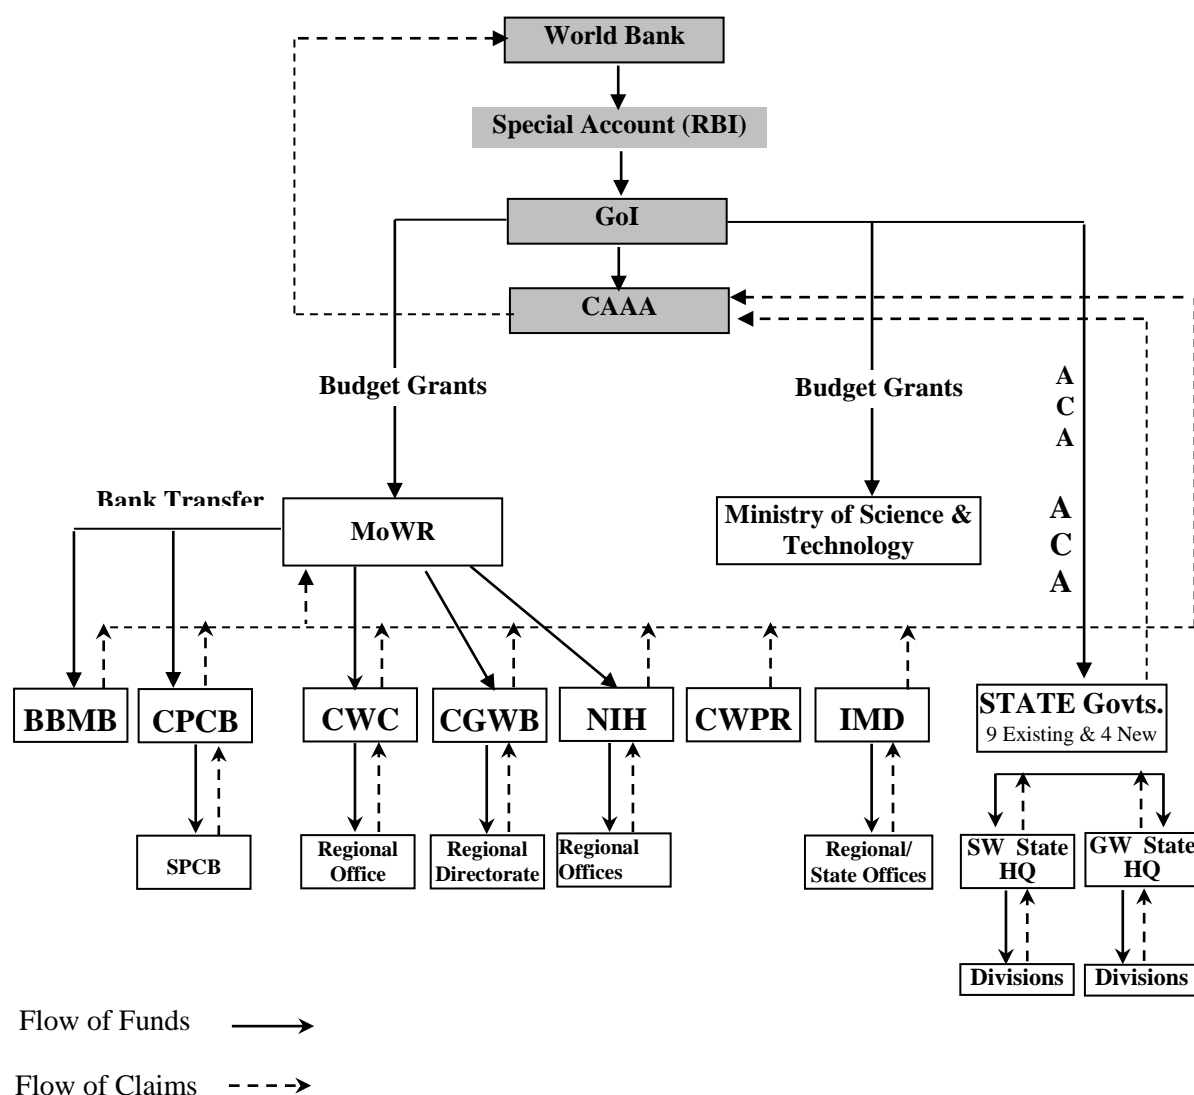 World Bank
Special Account (RBI)
GoI
CAAA
Budget Grants
Budget Grants
A
C
A
Bank Transfer
MoWR
Ministry of Science &
Technology
A
C
A
BBMB
CPCB
CWC
CGWB
NIH
CWPR
IMD
STATE Govts.
9 Existing & 4 New
SPCB
Regional
Office
Regional
Directorate
Regional
Offices
Regional/
State Offices
SW State
HQ
GW State
HQ
Divisions
Divisions
Flow of Funds
Flow of Claims